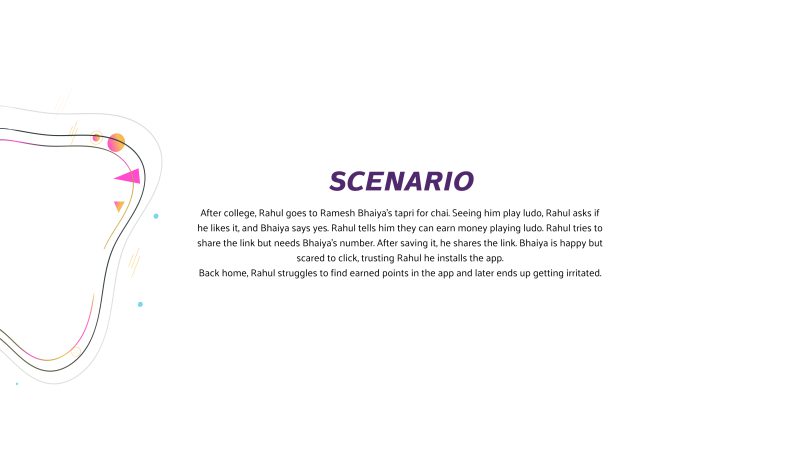 SCENARIO
After college, Rahul goes to Ramesh Bhaiya's tapri for chai. Seeing him play ludo, Rahul asks if
he likes it, and Bhaiya says yes. Rahul tells him they can earn money playing ludo. Rahul tries to
share the link but needs Bhaiya's number. After saving it, he shares the link. Bhaiya is happy but
scared to click, trusting Rahul he installs the app.
Back home, Rahul struggles to find earned points in the app and later ends up getting irritated.